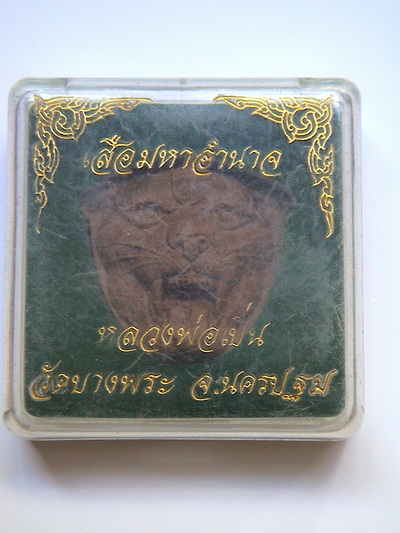 เสือมหาอำนาจ
หลวงพ่อเปิ่น
วัดบางพระ จ.นครปฐม